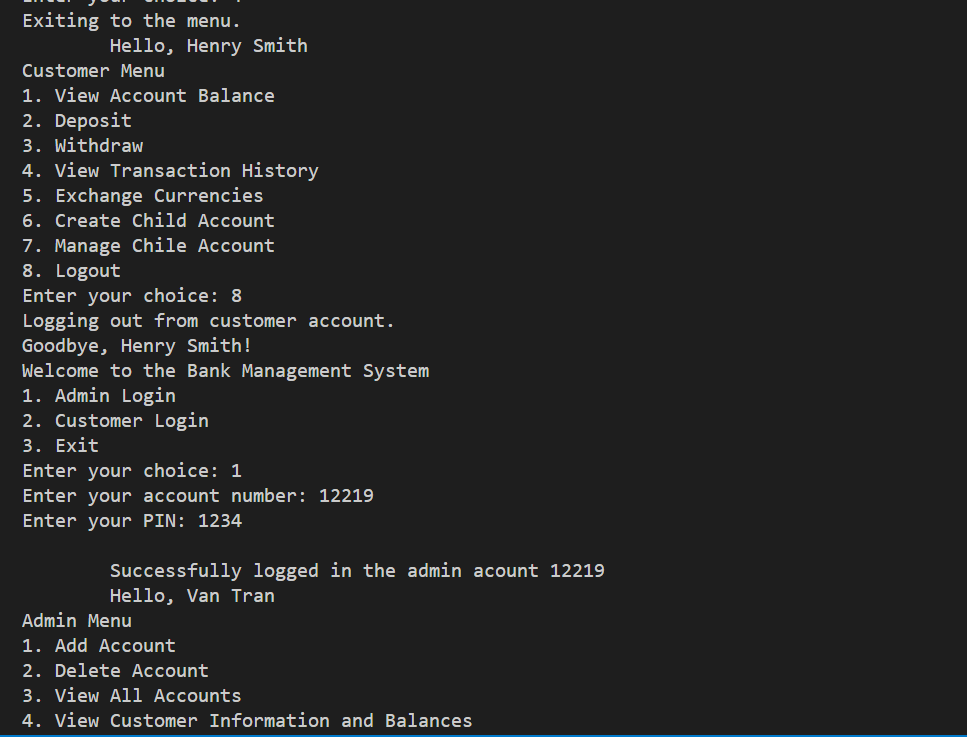 Exiting to the menu.
Hello, Henry Smith
Customer Menu
1. View Account Balance
2. Deposit
3. Withdraw
4. View Transaction History
5. Exchange Currencies
6. Create Child Account
7. Manage Chile Account
8. Logout
Enter your choice: 8
Logging out from customer account.
Goodbye, Henry Smith!
Welcome to the Bank Management System
1. Admin Login
2. Customer Login
3. Exit
Enter your choice: 1
Enter your account number: 12219
Enter your PIN: 1234
Successfully logged in the admin acount 12219
Hello, Van Tran
Admin Menu
1. Add Account
2. Delete Account
3. View All Accounts
4. View Customer Information and Balances